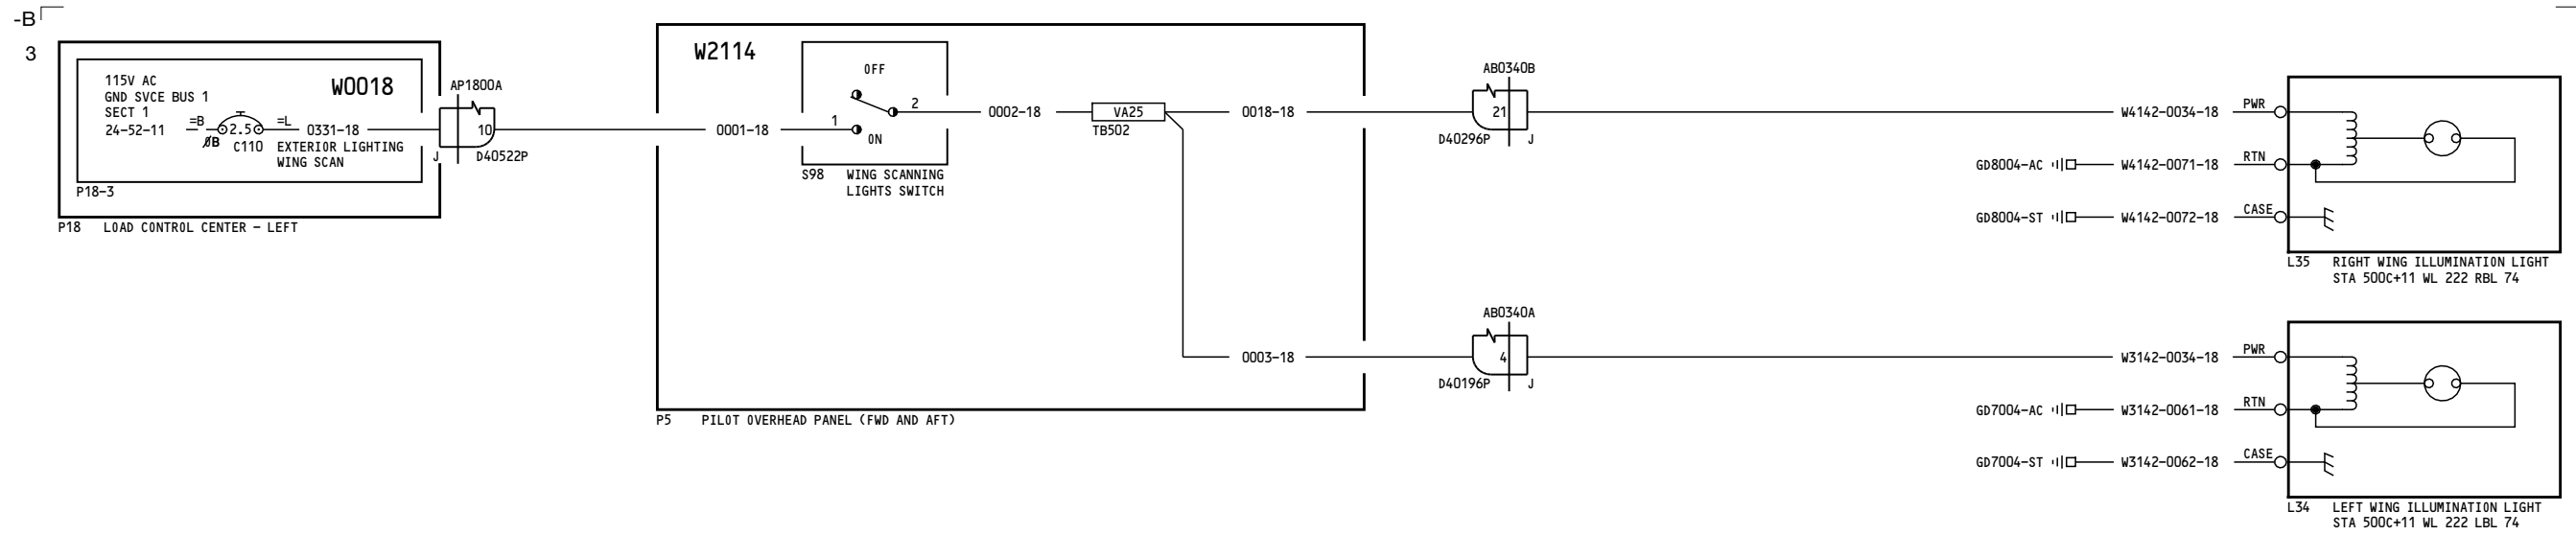 -B
3
115V AC
GND SVCE BUS 1
SECT 1
24-52-11
W0018
=B
ØB
2.5
C110
=L
0331-18
EXTERIOR LIGHTING
WING SCAN
P18-3
P18 LOAD CONTROL CENTER - LEFT
AP1800A
10
J D40522P
W2114
0001-18
OFF
1
2
ON
S98 WING SCANNING
LIGHTS SWITCH
0002-18
VA25
TB502
0018-18
0003-18
P5 PILOT OVERHEAD PANEL (FWD AND AFT)
AB0340B
21
D40296P J
AB0340A
4
D40196P J
W4142-0034-18 PWR
GD8004-AC W4142-0071-18 RTN
GD8004-ST W4142-0072-18 CASE
L35 RIGHT WING ILLUMINATION LIGHT
STA 500C+11 WL 222 RBL 74
W3142-0034-18 PWR
GD7004-AC W3142-0061-18 RTN
GD7004-ST W3142-0062-18 CASE
L34 LEFT WING ILLUMINATION LIGHT
STA 500C+11 WL 222 LBL 74